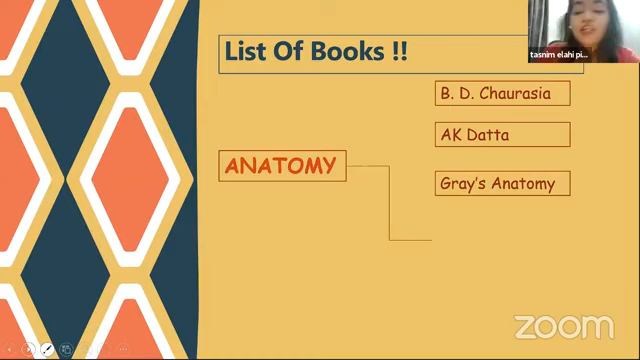 tasnim elahi pi...
List Of Books !!
B. D. Chaurasia
AK Datta
ANATOMY
Gray's Anatomy
zoom